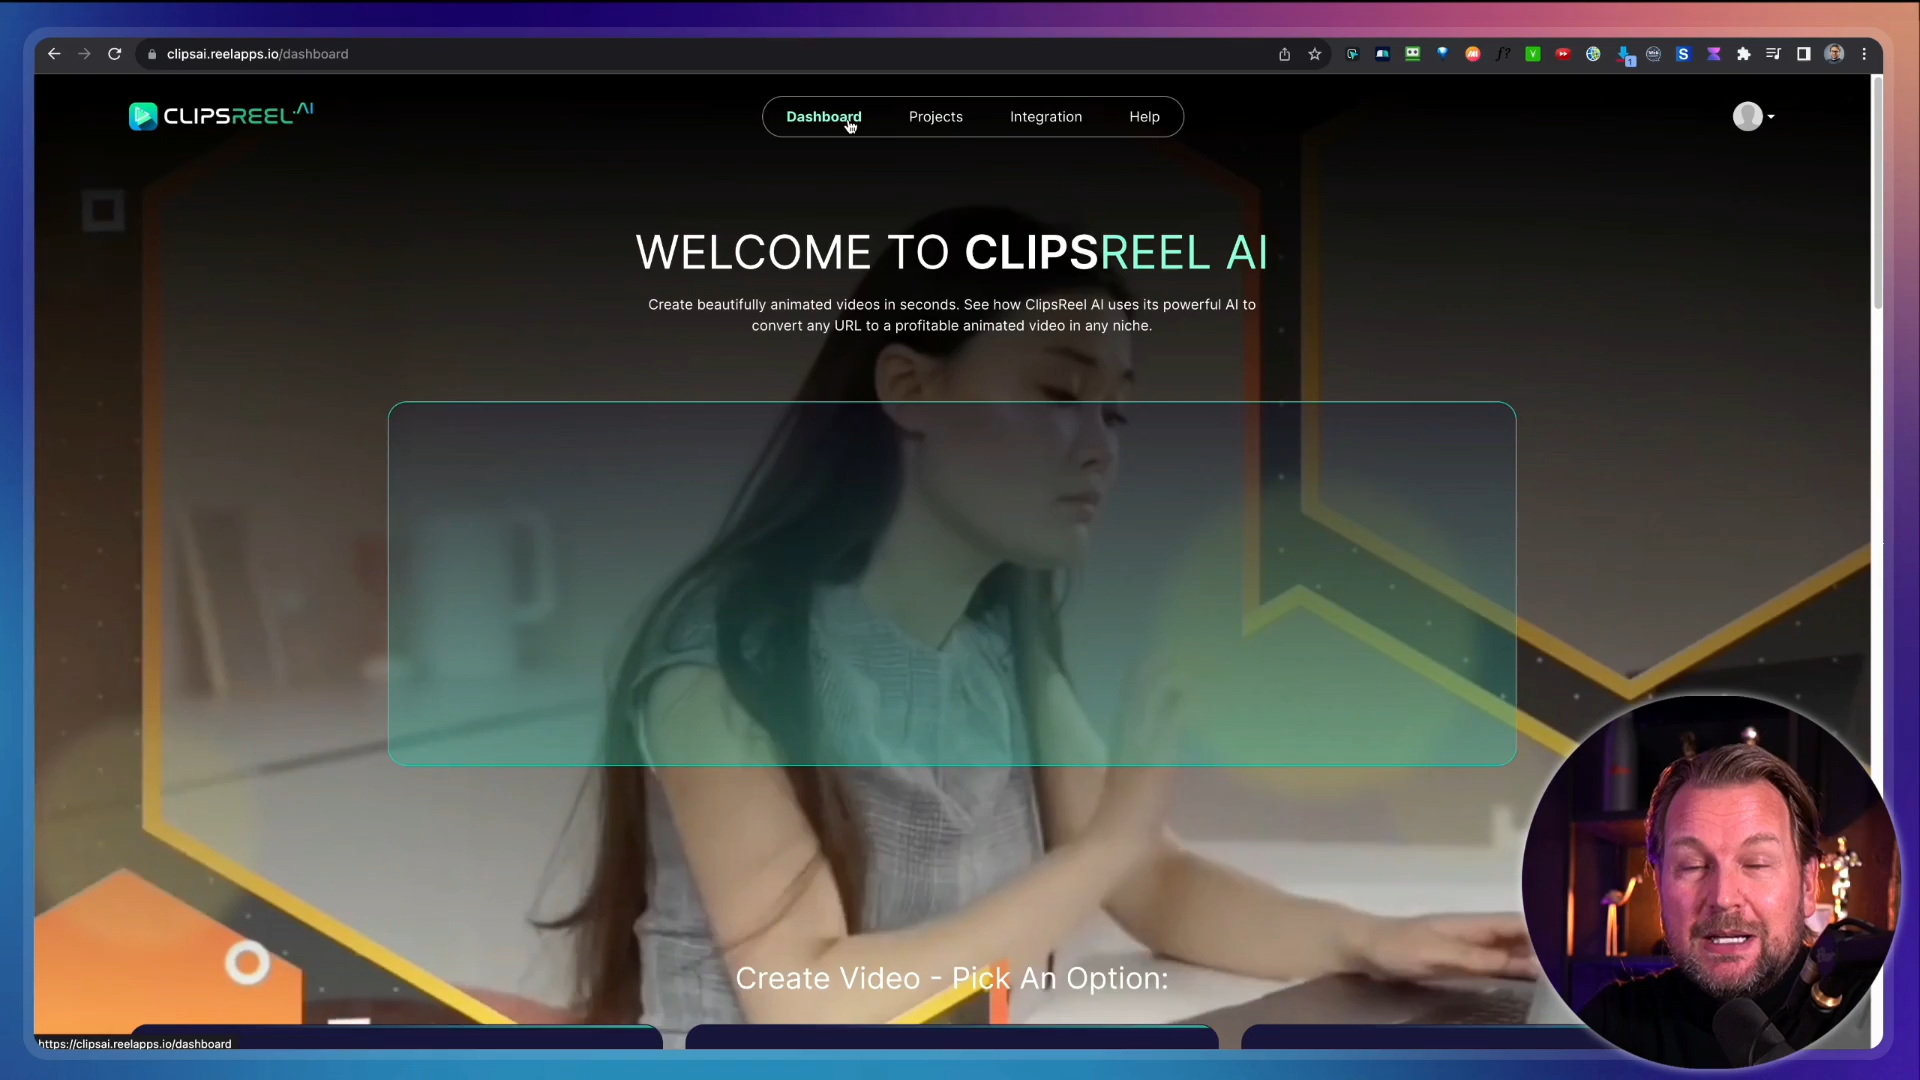 clipsai.reelapps.io/dashboard
CLIPSREEL.AI
Dashboard
Projects
Integration
Help
WELCOME TO CLIPSREEL AI
Create beautifully animated videos in seconds. See how ClipsReel AI uses its powerful AI to
convert any URL to a profitable animated video in any niche.
Create Video - Pick An Option:
https://clipsai.reelapps.io/dashboard